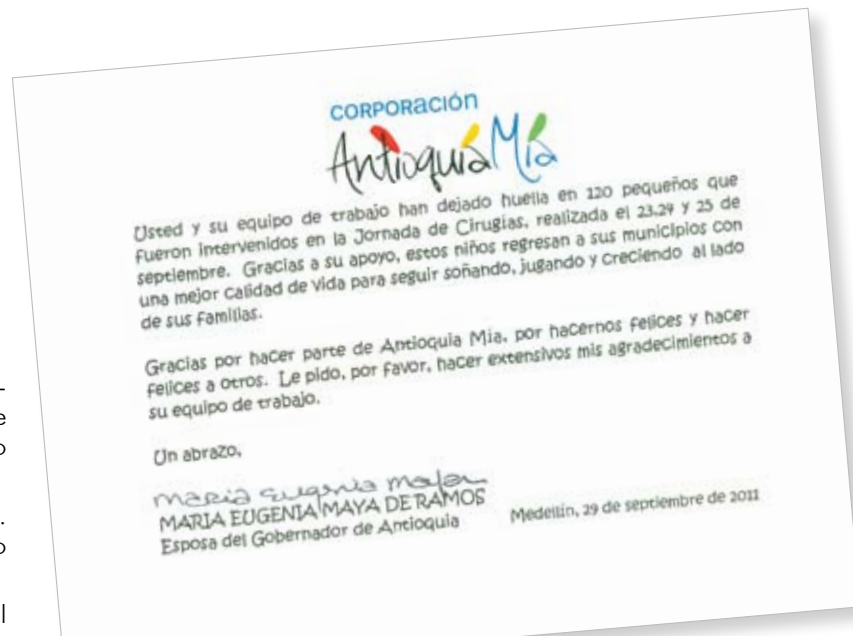 CORPORACIÓN
Antioquia Mía
Usted y su equipo de trabajo han dejado huella en 120 pequeños que
fueron intervenidos en la Jornada de Cirugías, realizada el 23,24 y 25 de
septiembre. Gracias a su apoyo, estos niños regresan a sus municipios con
una mejor calidad de vida para seguir soñando, jugando y creciendo al lado
de sus familias.
Gracias por hacer parte de Antioquia Mía, por hacernos felices y hacer
felices a otros. Le pido, por favor, hacer extensivos mis agradecimientos a
su equipo de trabajo.
Un abrazo,
Maria Eugenia Maya
MARIA EUGENIA MAYA DE RAMOS
Esposa del Gobernador de Antioquia
Medellín, 29 de septiembre de 2011